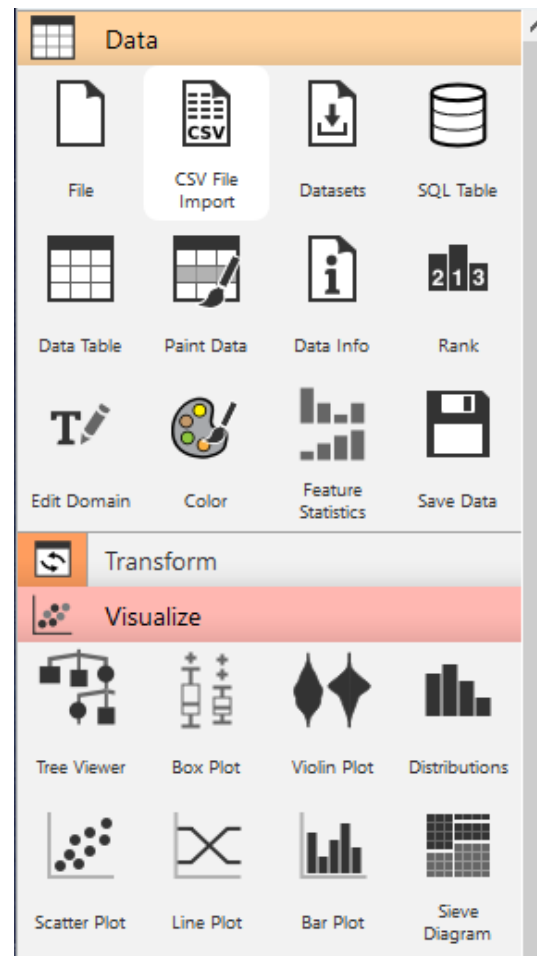 Data
CSV
File
CSV File
Import
Datasets
SQL Table
2 1 3
Data Table
Paint Data
Data Info
Rank
T
Edit Domain
Color
Feature
Statistics
Save Data
Transform
Visualize
Tree Viewer
Box Plot
Violin Plot
Distributions
Scatter Plot
Line Plot
Bar Plot
Sieve
Diagram